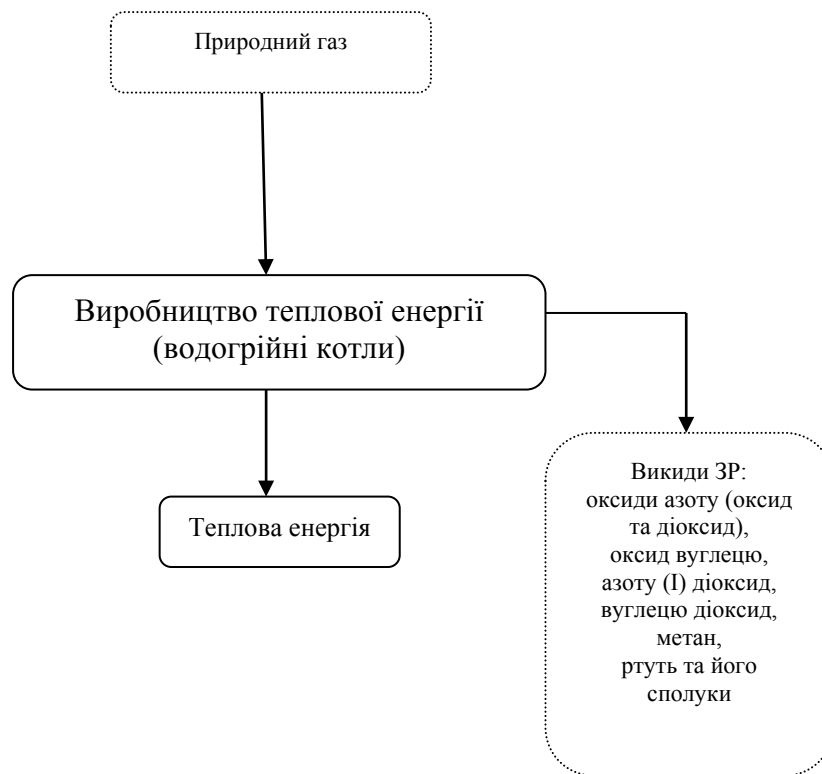 Природний газ
Виробництво теплової енергії
(водогрійні котли)
Теплова енергія
Викиди ЗР:
оксиди азоту (оксид
та діоксид),
оксид вуглецю,
азоту (І) діоксид,
вуглецю діоксид,
метан,
ртуть та його
сполуки